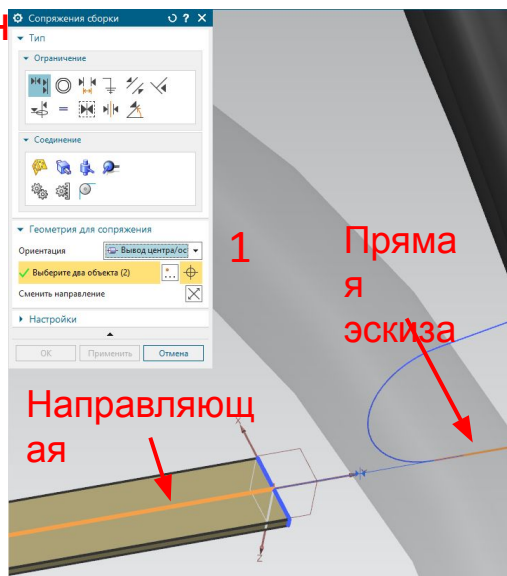 н
Сопряжения сборки
Тип
Ограничение
Соединение
Геометрия для сопряжения
Ориентация
Вывод центра/ос
Выберите два объекта (2)
Сменить направление
Настройки
ОК
Применить
Отмена
1
Пряма
я
эскиза
Направляющ
ая
X
Y
Z